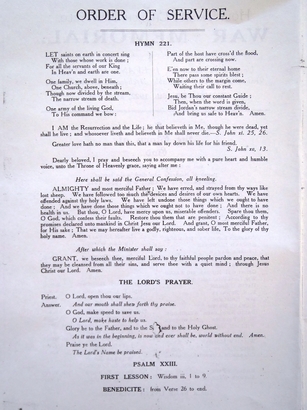 ORDER OF SERVICE.
HYMN 221.
LET saints on earth in concert sing
With those whose work is done ;
For all the servants of our King
In Heav'n and earth are one.
One family, we dwell in Him,
One Church, above, beneath ;
Though now divided by the stream,
The narrow stream of death.
One army of the living God,
To His command we bow :
Part of the host have cross'd the flood,
And part are crossing now.
E'en now to their eternal home
There pass some spirits blest ;
While others to the margin come,
Waiting their call to rest.
Jesu, be Thou our constant Guide ;
Then, when the word is given,
Bid Jordan's narrow stream divide,
And bring us safe to Heav'n. Amen.
I AM the Resurrection and the Life ; he that believeth in Me, though he were dead, yet
shall he live ; and whosoever liveth and believeth in Me shall never die.—S. John xi. 25, 26.
Greater love hath no man than this, that a man lay down his life for his friend.
S. John xv, 13.
Dearly beloved, I pray and beseech you to accompany me with a pure heart and humble
voice, unto the Throne of Heavenly grace, saying after me :
Here shall be said the General Confession, all kneeling.
ALMIGHTY and most merciful Father ; We have erred, and strayed from thy ways like
lost sheep. We have followed too much the devices and desires of our own hearts. We have
offended against thy holy laws. We have left undone those things which we ought to have
done ; And we have done those things which we ought not to have done ; And there is no
health in us. But thou, O Lord, have mercy upon us, miserable offenders. Spare thou them,
O God, which confess their faults. Restore thou them that are penitent ; According to thy
promises declared unto mankind in Christ Jesu our Lord. And grant, O most merciful Father,
for His sake ; That we may hereafter live a godly, righteous, and sober life, To the glory of thy
holy name. Amen.
After which the Minister shall say :
GRANT, we beseech thee, merciful Lord, to thy faithful people pardon and peace, that
they may be cleansed from all their sins, and serve thee with a quiet mind ; through Jesus
Christ our Lord. Amen.
THE LORD'S PRAYER.
Priest. O Lord, open thou our lips.
Answer. And our mouth shall shew forth thy praise.
O God, make speed to save us.
O Lord, make haste to help us.
Glory be to the Father, and to the S and to the Holy Ghost.
As it was in the beginning, is now and ever shall be, world without end. Amen.
Praise ye the Lord.
The Lord's Name be praised.
PSALM XXIII.
FIRST LESSON : Wisdom iii, 1 to 9.
BENEDICITE : from Verse 26 to end.